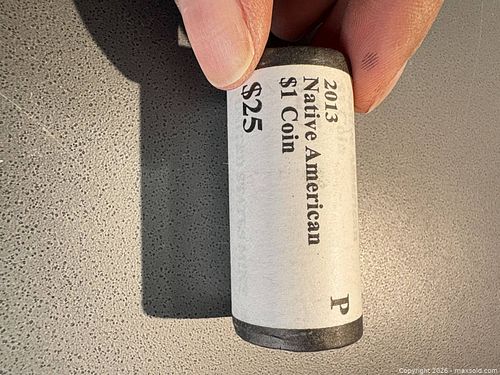 2013
Native American
$1 Coin
$25
P
Copyright 2026 - maxsold.com